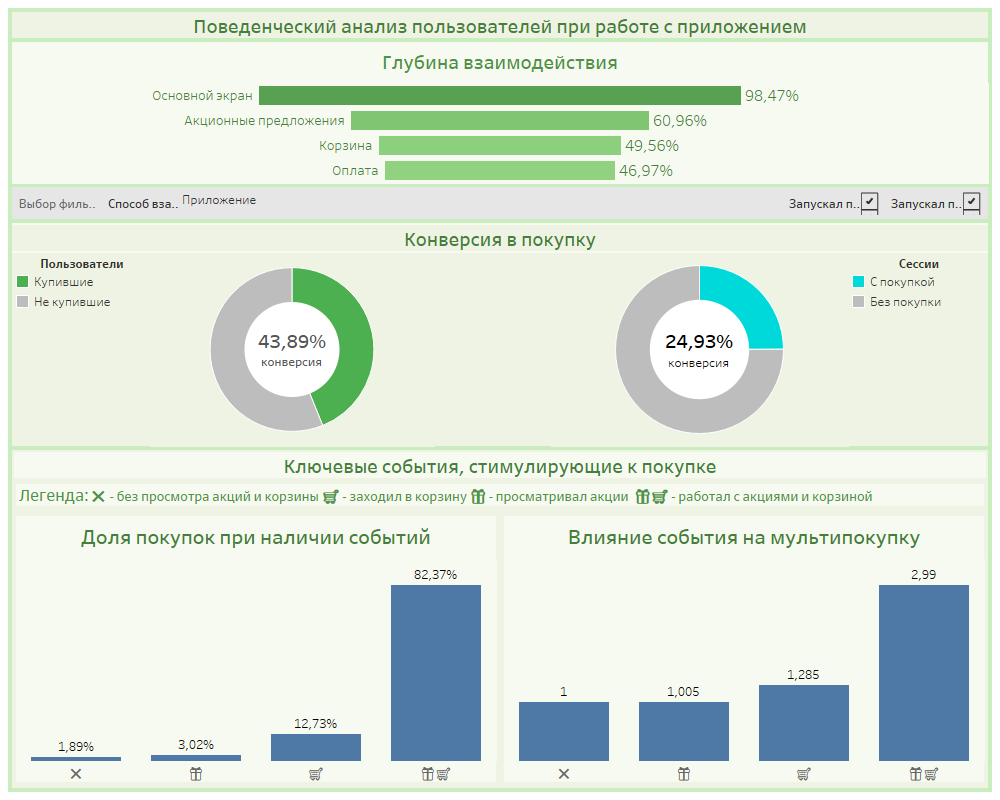 Поведенческий анализ пользователей при работе с приложением
Глубина взаимодействия
Основной экран 98,47%
Акционные предложения 60,96%
Корзина 49,56%
Оплата 46,97%
Выбор филь.. Способ вза.. Приложение Запускал п.. Запускал п..
Конверсия в покупку
Пользователи
Купившие
Не купившие
43,89%
конверсия
24,93%
конверсия
Сессии
С покупкой
Без покупки
Ключевые события, стимулирующие к покупке
Легенда: - без просмотра акций и корзины - заходил в корзину - просматривал акции - работал с акциями и корзиной
Доля покупок при наличии событий
1,89%
3,02%
12,73%
82,37%
Влияние события на мультипокупку
1
1,005
1,285
2,99